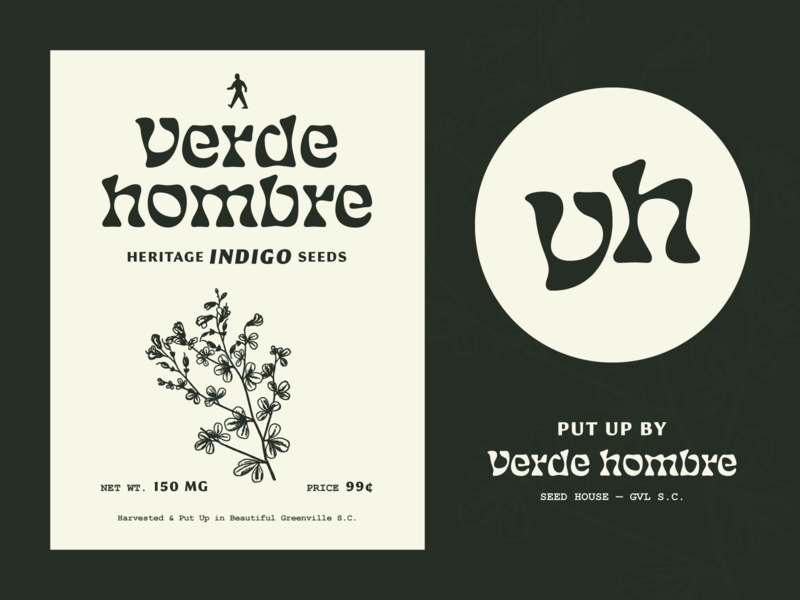 verde
hombre
HERITAGE INDIGO SEEDS
NET WT. 150 MG
PRICE 99¢
Harvested & Put Up in Beautiful Greenville S.C.
vh
PUT UP BY
verde hombre
SEED HOUSE — GVL S.C.